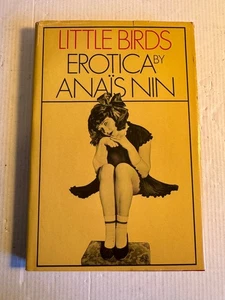 LITTLE BIRDS
EROTICA BY
ANAÏS NIN